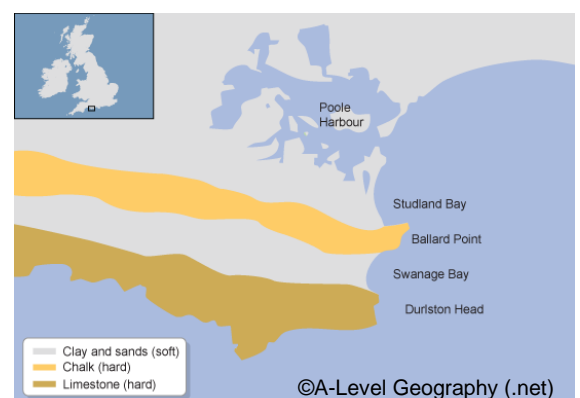 Poole
Harbour
Studland Bay
Ballard Point
Swanage Bay
Durlston Head
Clay and sands (soft)
Chalk (hard)
Limestone (hard)
©A-Level Geography (.net)